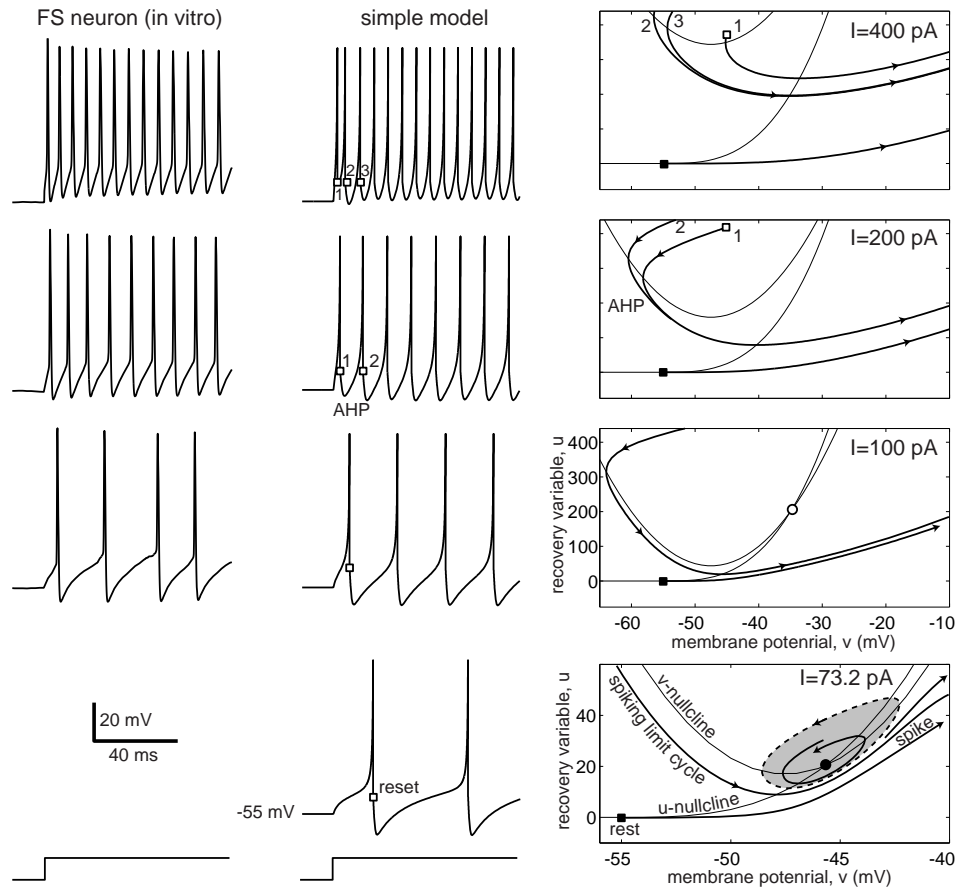 FS neuron (in vitro)
simple model
I=400 pA
2 3 1
1 2 3
I=200 pA
2 1
AHP
1 2
AHP
I=100 pA
recovery variable, u
400
300
200
100
0
-60 -50 -40 -30 -20 -10
membrane potenrial, v (mV)
I=73.2 pA
recovery variable, u
40
20
0
v-nullcline
spiking limit cycle
u-nullcline
spike
rest
-55 -50 -45 -40
membrane potenrial, v (mV)
20 mV
40 ms
reset
-55 mV